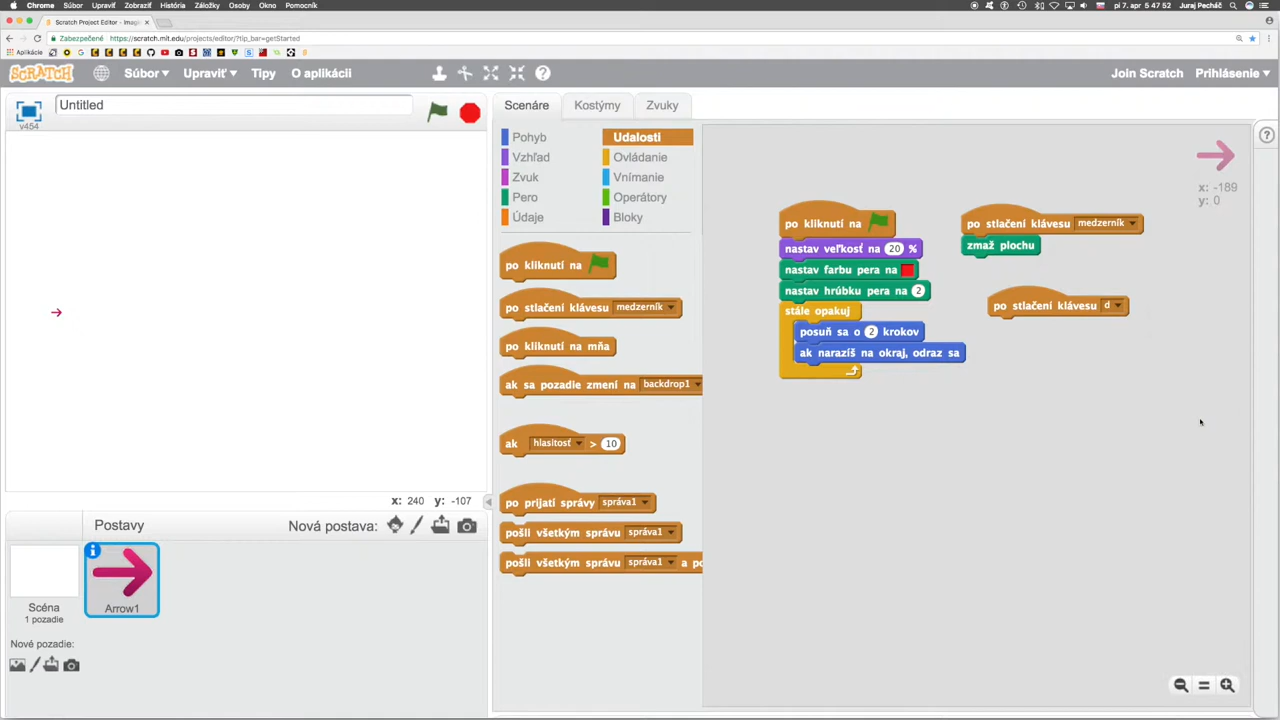 Chrome Súbor Upraviť Zobraziť História Záložky Osoby Okno Pomocník
pi 7. apr 5 47 52 Juraj Pecháč
Scratch Project Editor - Imagi
Zabezpečené https://scratch.mit.edu/projects/editor/?tip_bar=getStarted
Aplikácie
SCRATCH Súbor Upraviť Tipy O aplikácii Join Scratch Prihlásenie
Untitled
v454
Scenáre Kostýmy Zvuky
Pohyb Udalosti
Vzhľad Ovládanie
Zvuk Vnímanie
Pero Operátory
Údaje Bloky
po kliknutí na
po stlačení klávesu medzerník
po kliknutí na mňa
ak sa pozadie zmení na backdrop1
ak hlasitosť > 10
po prijatí správy správa1
pošli všetkým správu správa1
pošli všetkým správu správa1 a po
po kliknutí na
nastav veľkosť na 20 %
nastav farbu pera na
nastav hrúbku pera na 2
stále opakuj
posuň sa o 2 krokov
ak narazíš na okraj, odraz sa
po stlačení klávesu medzerník
zmaž plochu
po stlačení klávesu d
x: -189
y: 0
x: 240 y: -107
Postavy Nová postava:
Scéna
1 pozadie
Arrow1
Nové pozadie: